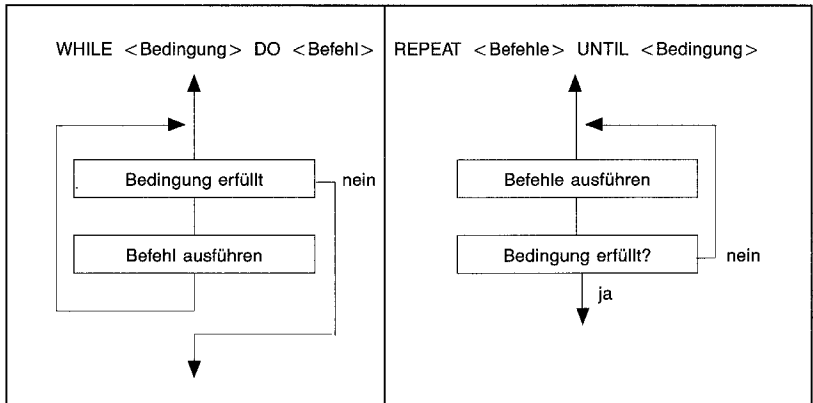 WHILE <Bedingung> DO <Befehl>
Bedingung erfüllt
nein
Befehl ausführen
REPEAT <Befehle> UNTIL <Bedingung>
Befehle ausführen
Bedingung erfüllt?
nein
ja